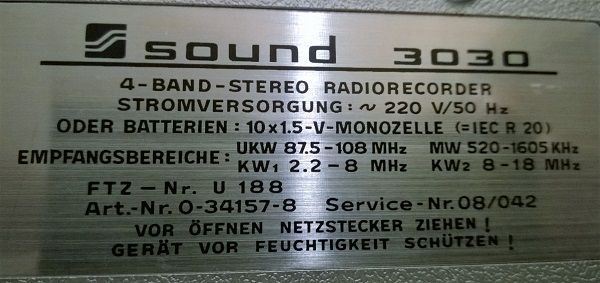 sound 3030
4-BAND-STEREO RADIORECORDER
STROMVERSORGUNG: ~ 220 V/50 Hz
ODER BATTERIEN: 10x1.5-V-MONOZELLE (=IEC R 20)
EMPFANGSBEREICHE: UKW 87.5-108 MHz MW 520-1605 KHz
KW1 2.2-8 MHz KW2 8-18 MHz
FTZ-Nr. U 188
Art.-Nr. 0-34157-8 Service-Nr. 08/042
VOR ÖFFNEN NETZSTECKER ZIEHEN!
GERÄT VOR FEUCHTIGKEIT SCHÜTZEN!